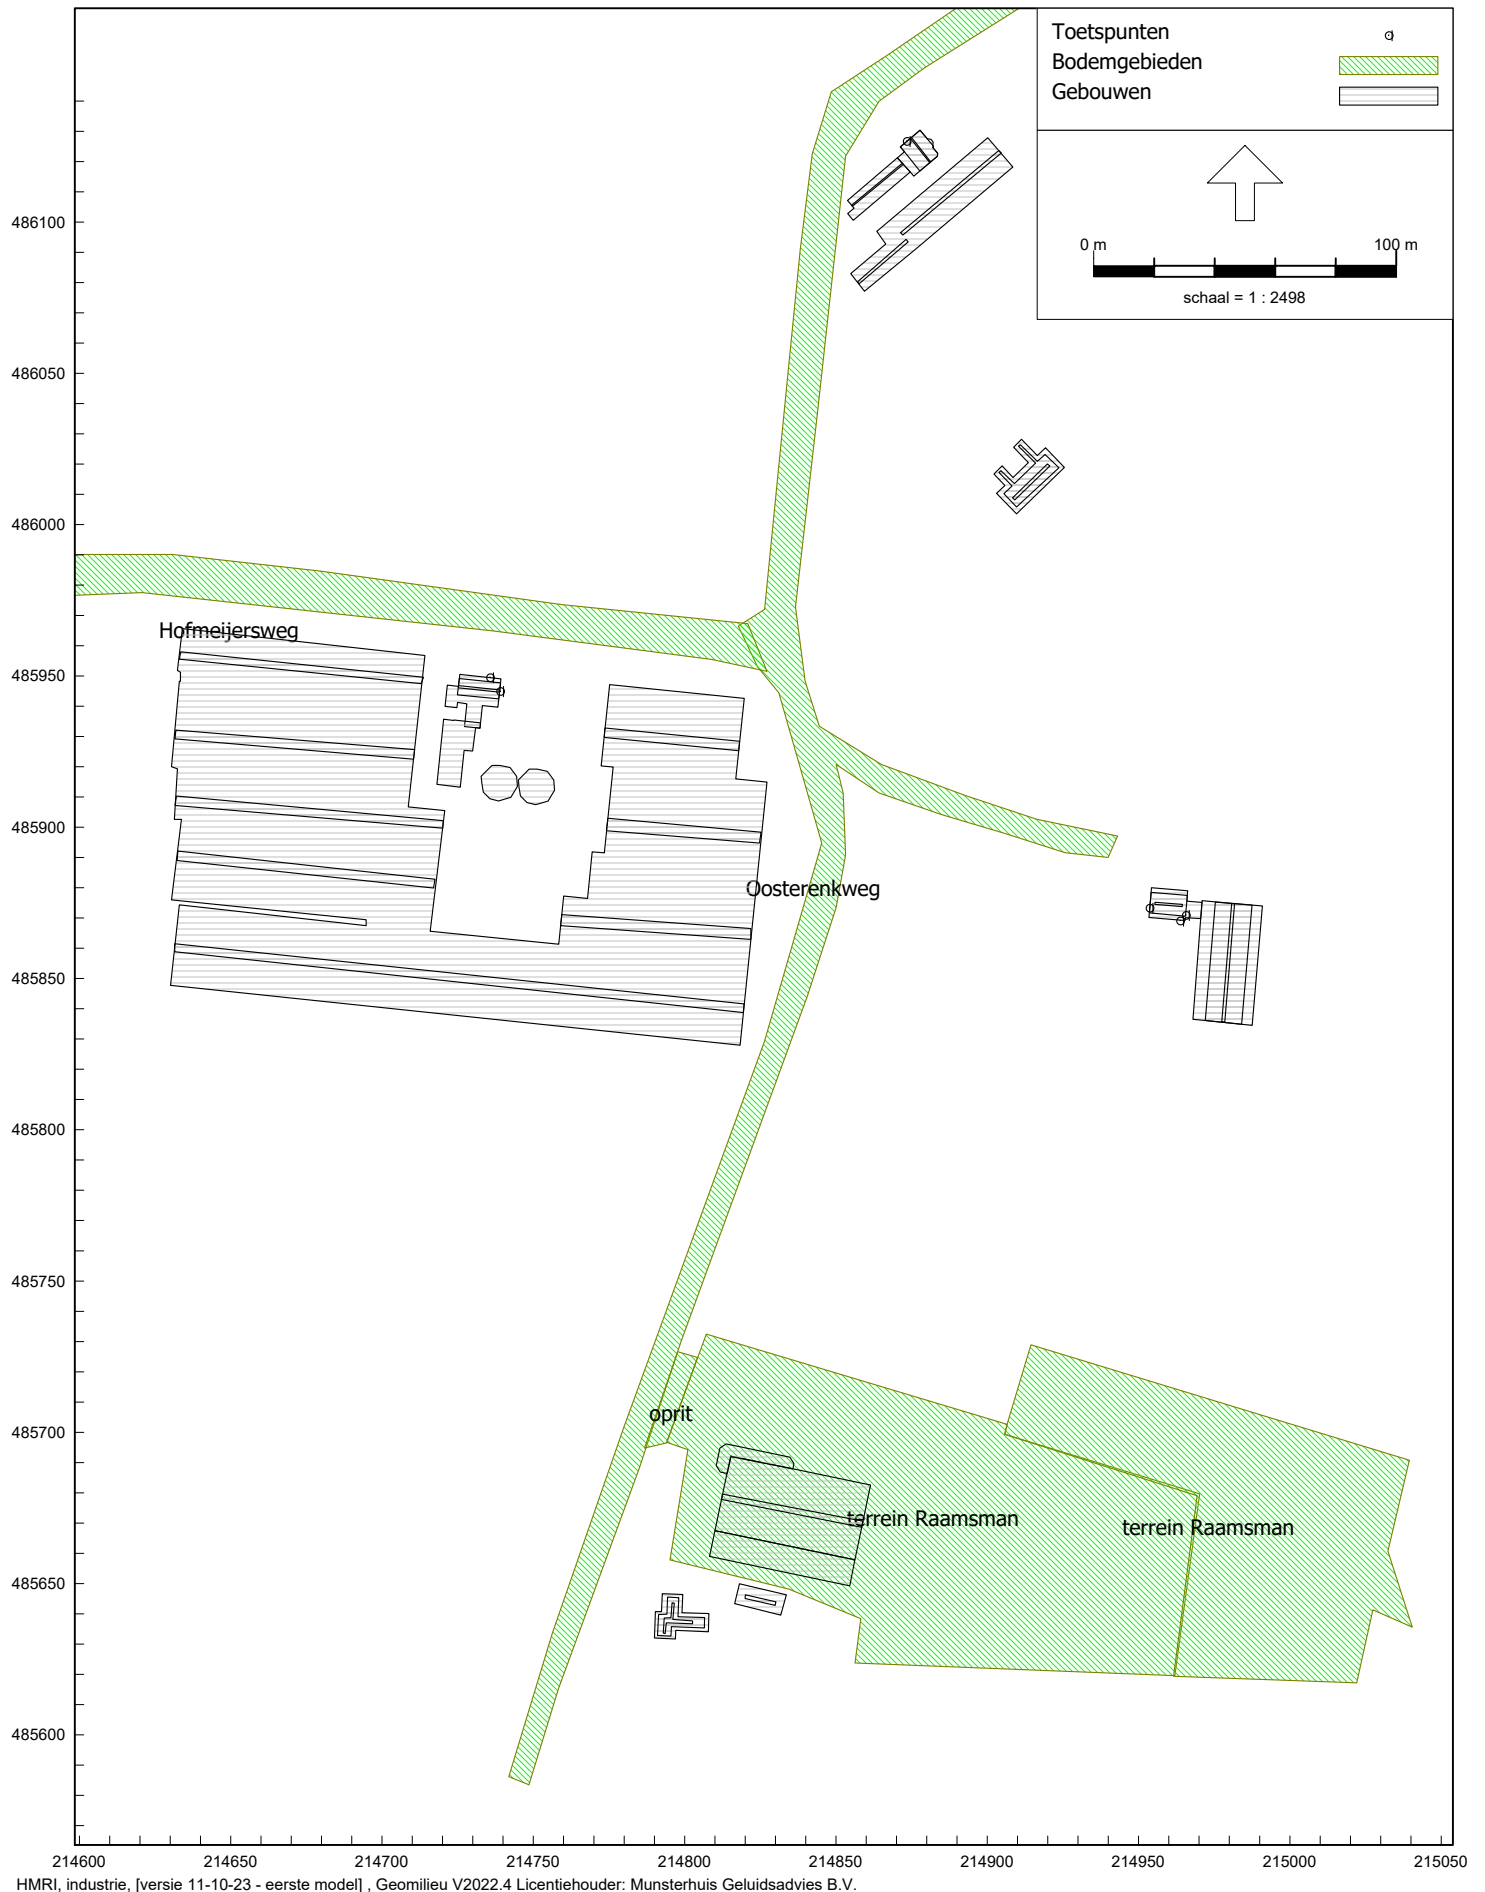 Toetspunten
Bodemgebieden
Gebouwen
0 m 100 m
schaal = 1 : 2498
486100
486050
486000
485950
485900
485850
485800
485750
485700
485650
485600
Hofmeijersweg
Oosterenkweg
oprit
terrein Raamsman
terrein Raamsman
214600 214650 214700 214750 214800 214850 214900 214950 215000 215050
HMRI, industrie, [versie 11-10-23 - eerste model] , Geomilieu V2022.4 Licentiehouder: Munsterhuis Geluidsadvies B.V.